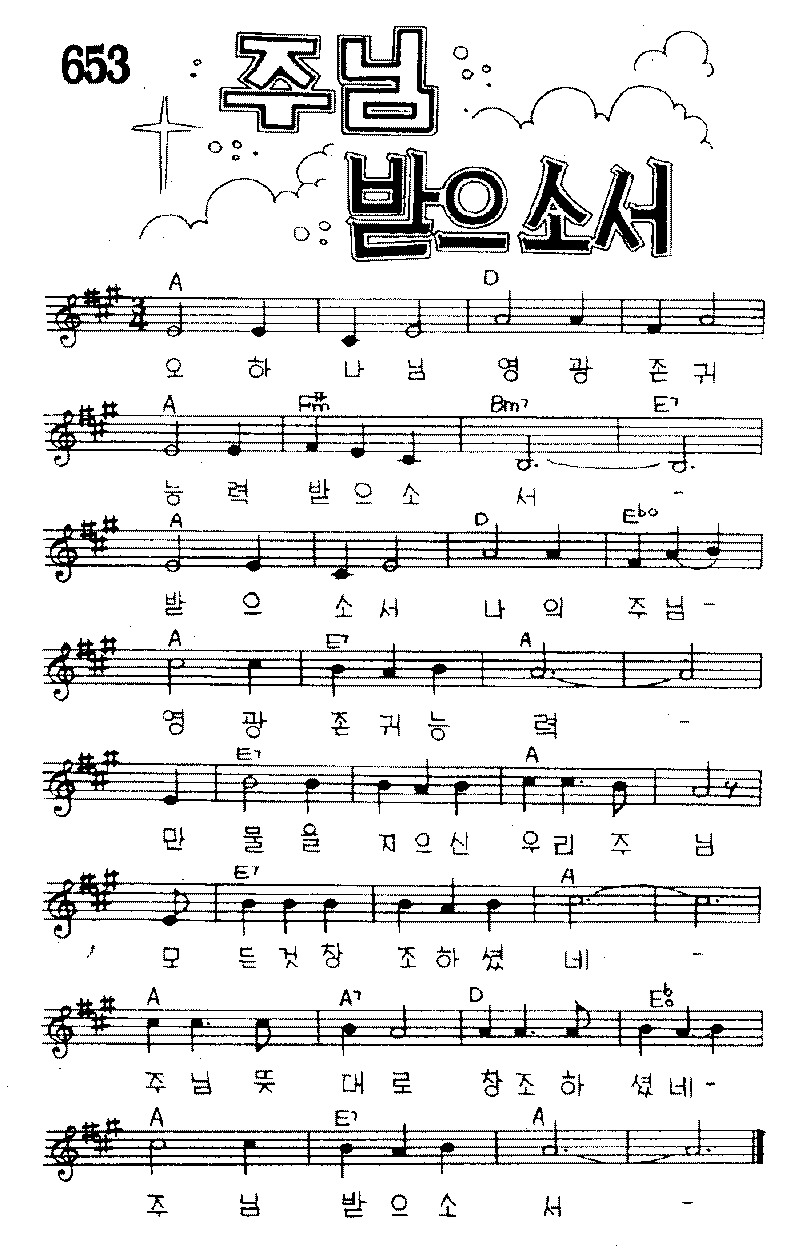 653
주님
받으소서
A D
오 하 나 님 영 광 존 귀
A F#m Bm7 E7
능 력 받 으 소 서 -
A D E♭o
받 으 소 서 나 의 주 님 -
A E7 A
영 광 존 귀 능 력 -
E7 A
만 물 을 지 으 신 우 리 주 님
E7 A
모 든 것 창 조 하 셨 네 -
A A7 D E♭o
주 님 뜻 대 로 창 조 하 셨 네 -
A E7 A
주 님 받 으 소 서 -